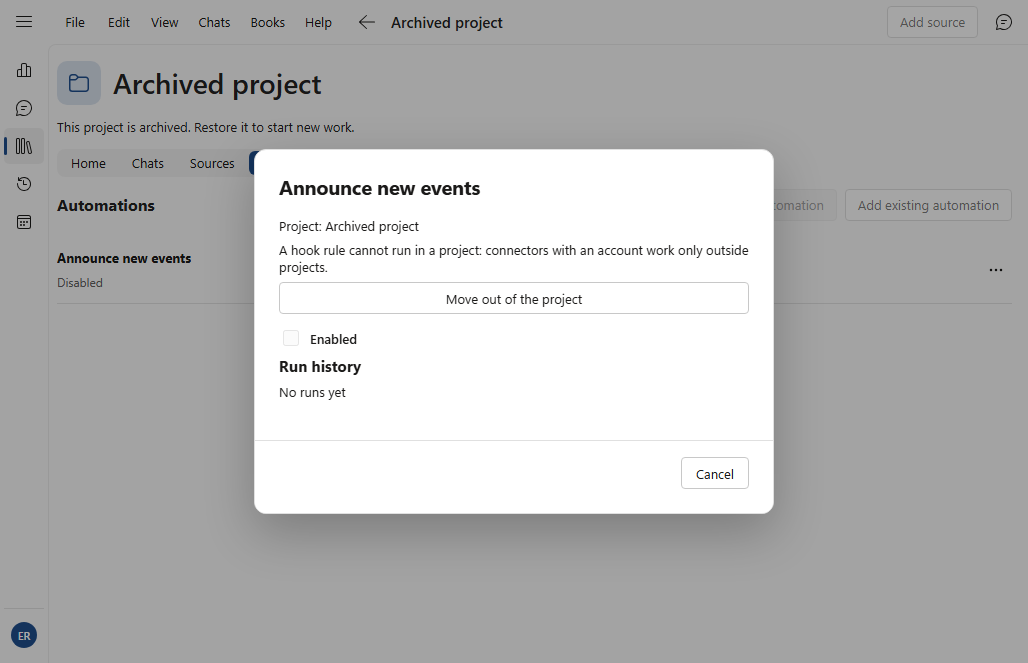 File Edit View Chats Books Help Archived project Add source
Archived project
This project is archived. Restore it to start new work.
Home Chats Sources
Automations
Add existing automation
Announce new events
Disabled
Announce new events
Project: Archived project
A hook rule cannot run in a project: connectors with an account work only outside
projects.
Move out of the project
Enabled
Run history
No runs yet
Cancel
ER